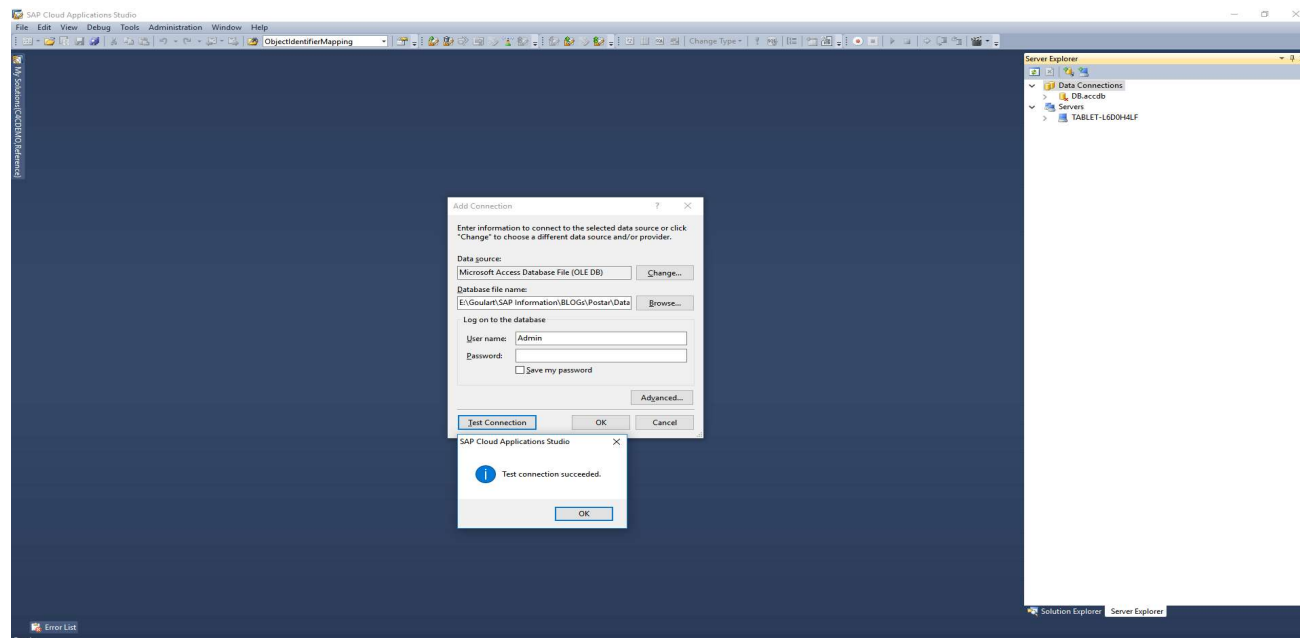 SAP Cloud Applications Studio
File Edit View Debug Tools Administration Window Help
ObjectIdentifierMapping
Change Type
My Solutions(C4CDEMO,Reference)
Server Explorer
Data Connections
DB.accdb
Servers
TABLET-L6D0H4LF
Add Connection
Enter information to connect to the selected data source or click
"Change" to choose a different data source and/or provider.
Data source:
Microsoft Access Database File (OLE DB)
Change...
Database file name:
E:\Goulart\SAP Information\BLOGs\Postar\Data
Browse...
Log on to the database
User name:
Admin
Password:
Save my password
Advanced...
Test Connection
OK
Cancel
SAP Cloud Applications Studio
Test connection succeeded.
OK
Solution Explorer
Server Explorer
Error List